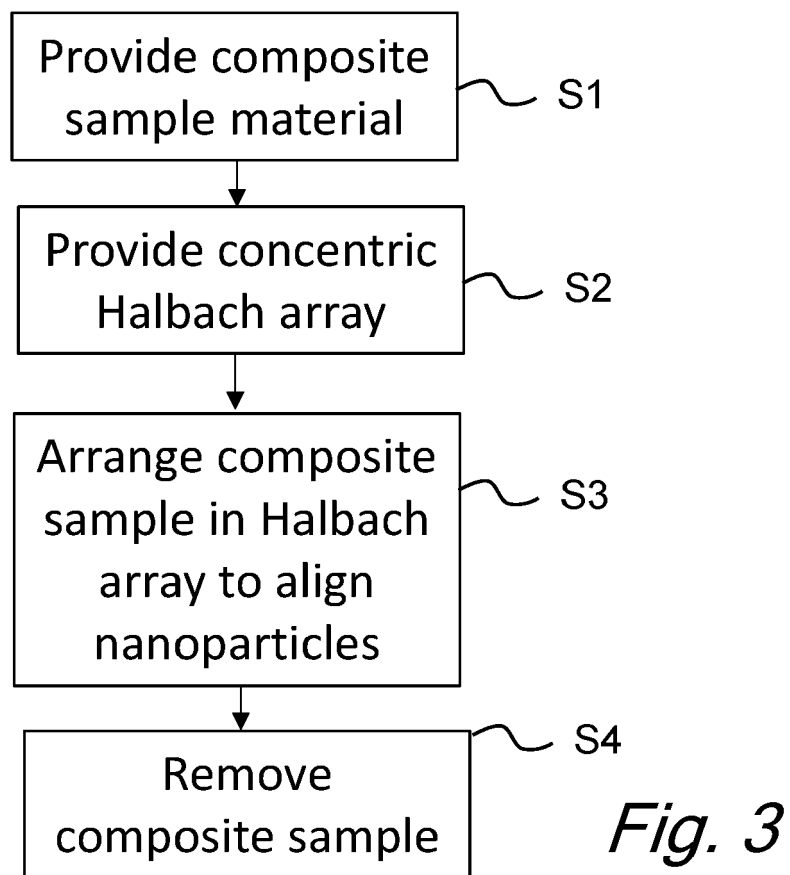 Provide composite
sample material
S1
Provide concentric
Halbach array
S2
Arrange composite
sample in Halbach
array to align
nanoparticles
S3
Remove
composite sample
S4
Fig. 3